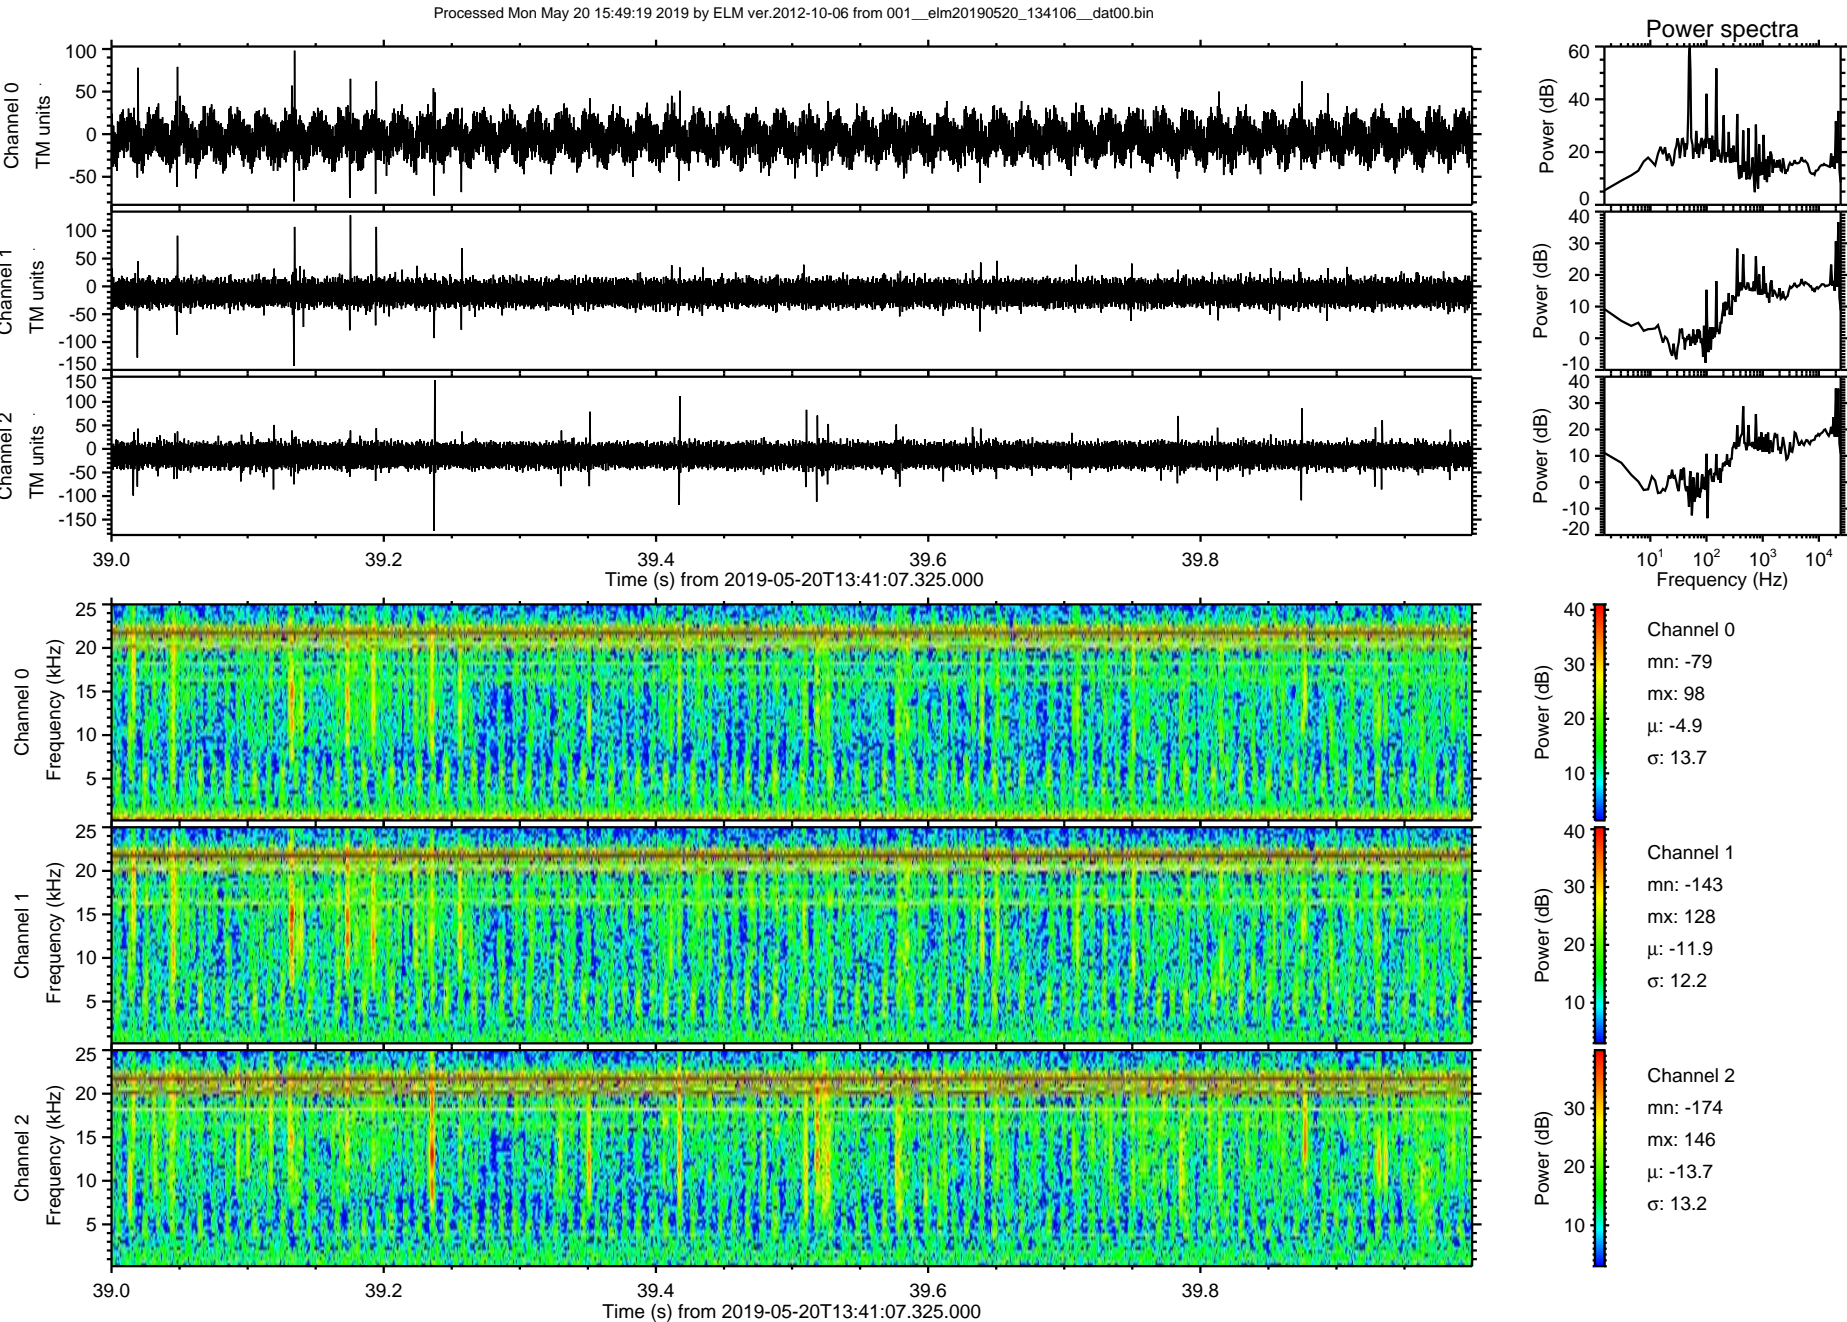 Processed Mon May 20 15:49:19 2019 by ELM ver.2012-10-06 from 001__elm20190520_134106__dat00.bin
Power spectra
Channel 0
TM units
100
50
0
-50
Power (dB)
60
40
20
0
Channel 1
TM units
100
50
0
-50
-100
-150
Power (dB)
40
30
20
10
0
-10
Channel 2
TM units
150
100
50
0
-50
-100
-150
Power (dB)
40
30
20
10
0
-10
-20
39.0 39.2 39.4 39.6 39.8
Time (s) from 2019-05-20T13:41:07.325.000
10¹ 10² 10³ 10⁴
Frequency (Hz)
Channel 0
Frequency (kHz)
25
20
15
10
5
Power (dB)
40
30
20
10
Channel 0
mn: -79
mx: 98
μ: -4.9
σ: 13.7
Channel 1
Frequency (kHz)
25
20
15
10
5
Power (dB)
40
30
20
10
Channel 1
mn: -143
mx: 128
μ: -11.9
σ: 12.2
Channel 2
Frequency (kHz)
25
20
15
10
5
Power (dB)
30
20
10
Channel 2
mn: -174
mx: 146
μ: -13.7
σ: 13.2
39.0 39.2 39.4 39.6 39.8
Time (s) from 2019-05-20T13:41:07.325.000